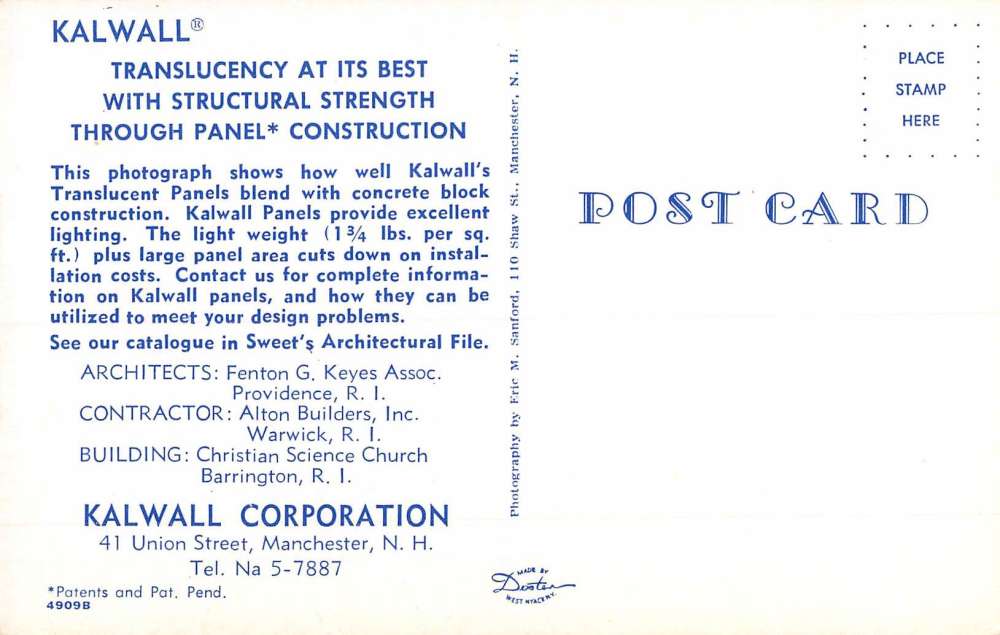 KALWALL®
TRANSLUCENCY AT ITS BEST
WITH STRUCTURAL STRENGTH
THROUGH PANEL* CONSTRUCTION
This photograph shows how well Kalwall's
Translucent Panels blend with concrete block
construction. Kalwall Panels provide excellent
lighting. The light weight (1¾ lbs. per sq.
ft.) plus large panel area cuts down on instal-
lation costs. Contact us for complete informa-
tion on Kalwall panels, and how they can be
utilized to meet your design problems.
See our catalogue in Sweet's Architectural File.
ARCHITECTS: Fenton G. Keyes Assoc.
Providence, R. I.
CONTRACTOR: Alton Builders, Inc.
Warwick, R. I.
BUILDING: Christian Science Church
Barrington, R. I.
KALWALL CORPORATION
41 Union Street, Manchester, N. H.
Tel. Na 5-7887
*Patents and Pat. Pend.
4909B
Photography by Eric M. Sanford, 110 Shaw St., Manchester, N. H.
MADE BY
Dexter
WEST NYACK N.Y.
POST CARD
PLACE
STAMP
HERE